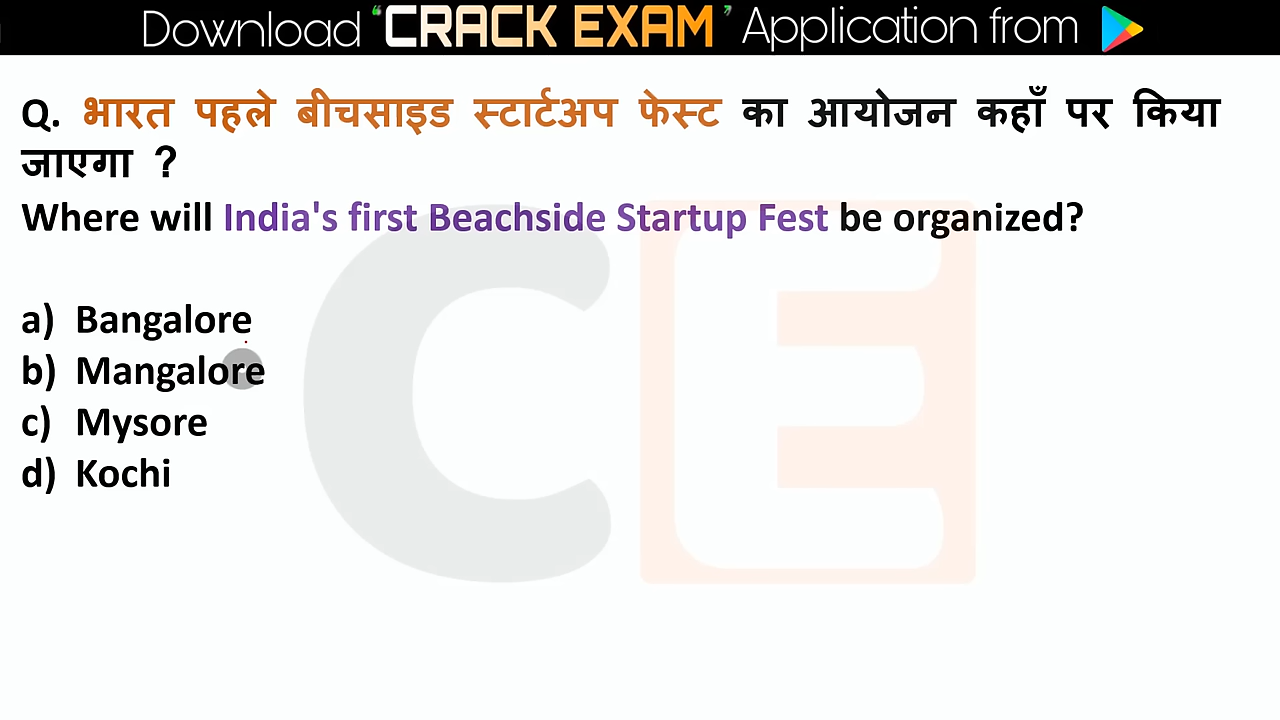 Download “CRACK EXAM” Application from
Q. भारत पहले बीचसाइड स्टार्टअप फेस्ट का आयोजन कहाँ पर किया
जाएगा ?
Where will India's first Beachside Startup Fest be organized?
a) Bangalore
b) Mangalore
c) Mysore
d) Kochi
CE